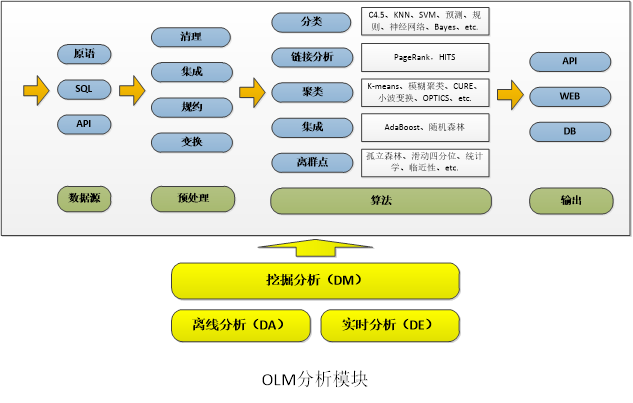 原语
SQL
API
数据源
清理
集成
规约
变换
预处理
分类
C4.5、KNN、SVM、预测、规
则、神经网络、Bayes、etc.
链接分析
PageRank，HITS
聚类
K-means、模糊聚类、CURE、
小波变换、OPTICS、etc.
集成
AdaBoost、随机森林
离群点
孤立森林、滑动四分位、统计
学、临近性、etc.
算法
API
WEB
DB
输出
挖掘分析（DM）
离线分析（DA）
实时分析（DE）
OLM分析模块